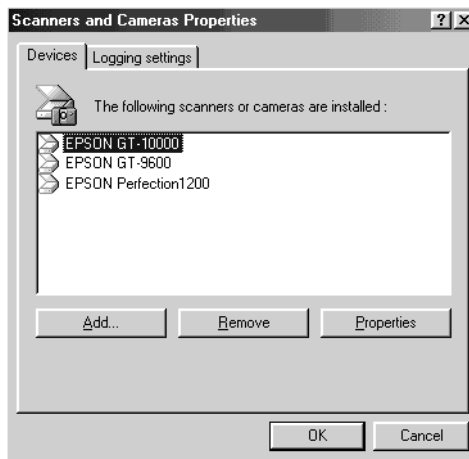 Scanners and Cameras Properties
Devices
Logging settings
The following scanners or cameras are installed :
EPSON GT-10000
EPSON GT-9600
EPSON Perfection1200
Add...
Remove
Properties
OK
Cancel